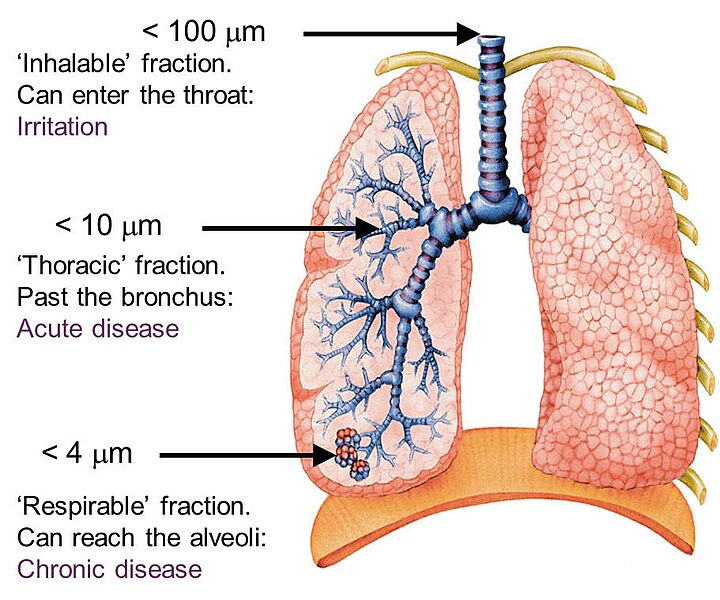 < 100 μm
‘Inhalable’ fraction.
Can enter the throat:
Irritation
< 10 μm
‘Thoracic’ fraction.
Past the bronchus:
Acute disease
< 4 μm
‘Respirable’ fraction.
Can reach the alveoli:
Chronic disease